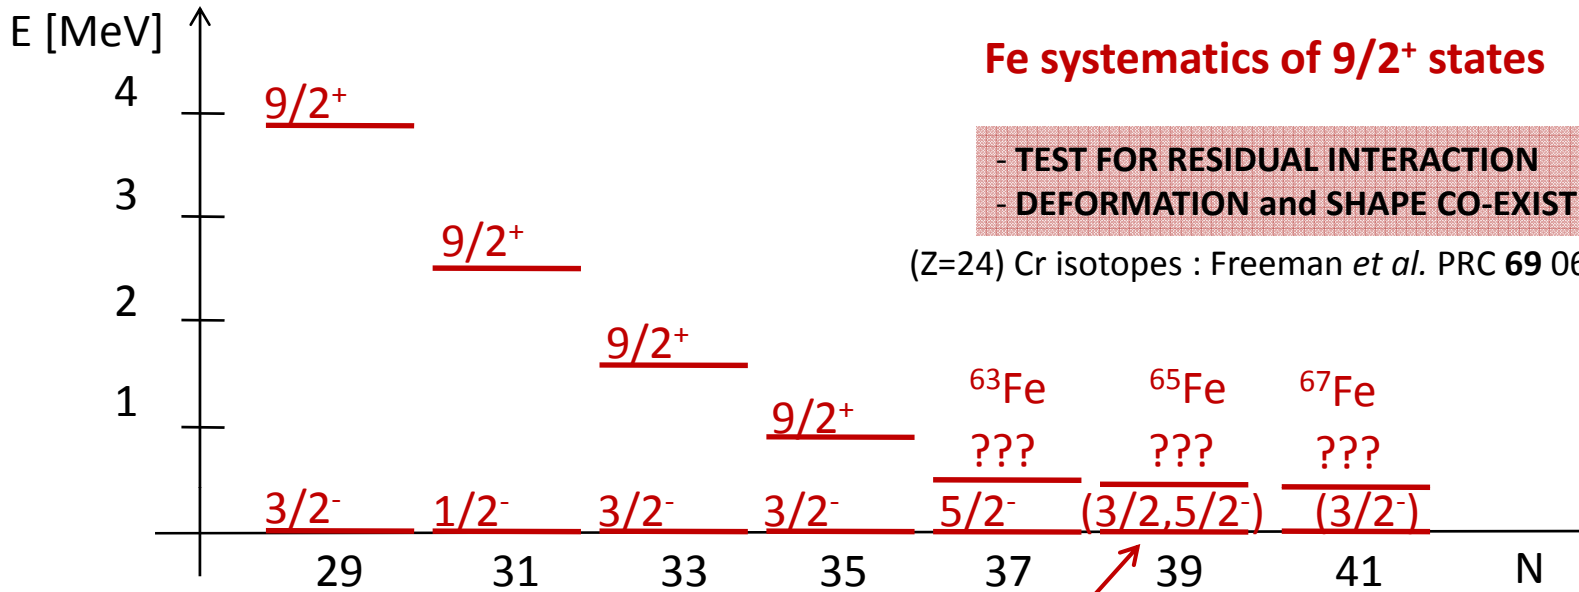 E [MeV]
Fe systematics of 9/2⁺ states
4
9/2⁺
- TEST FOR RESIDUAL INTERACTION
- DEFORMATION and SHAPE CO-EXIST
3
9/2⁺
(Z=24) Cr isotopes : Freeman et al. PRC 69 06
2
9/2⁺
⁶³Fe ⁶⁵Fe ⁶⁷Fe
1
9/2⁺
??? ??? ???
3/2⁻ 1/2⁻ 3/2⁻ 3/2⁻ 5/2⁻ (3/2,5/2⁻) (3/2⁻)
29 31 33 35 37 39 41 N